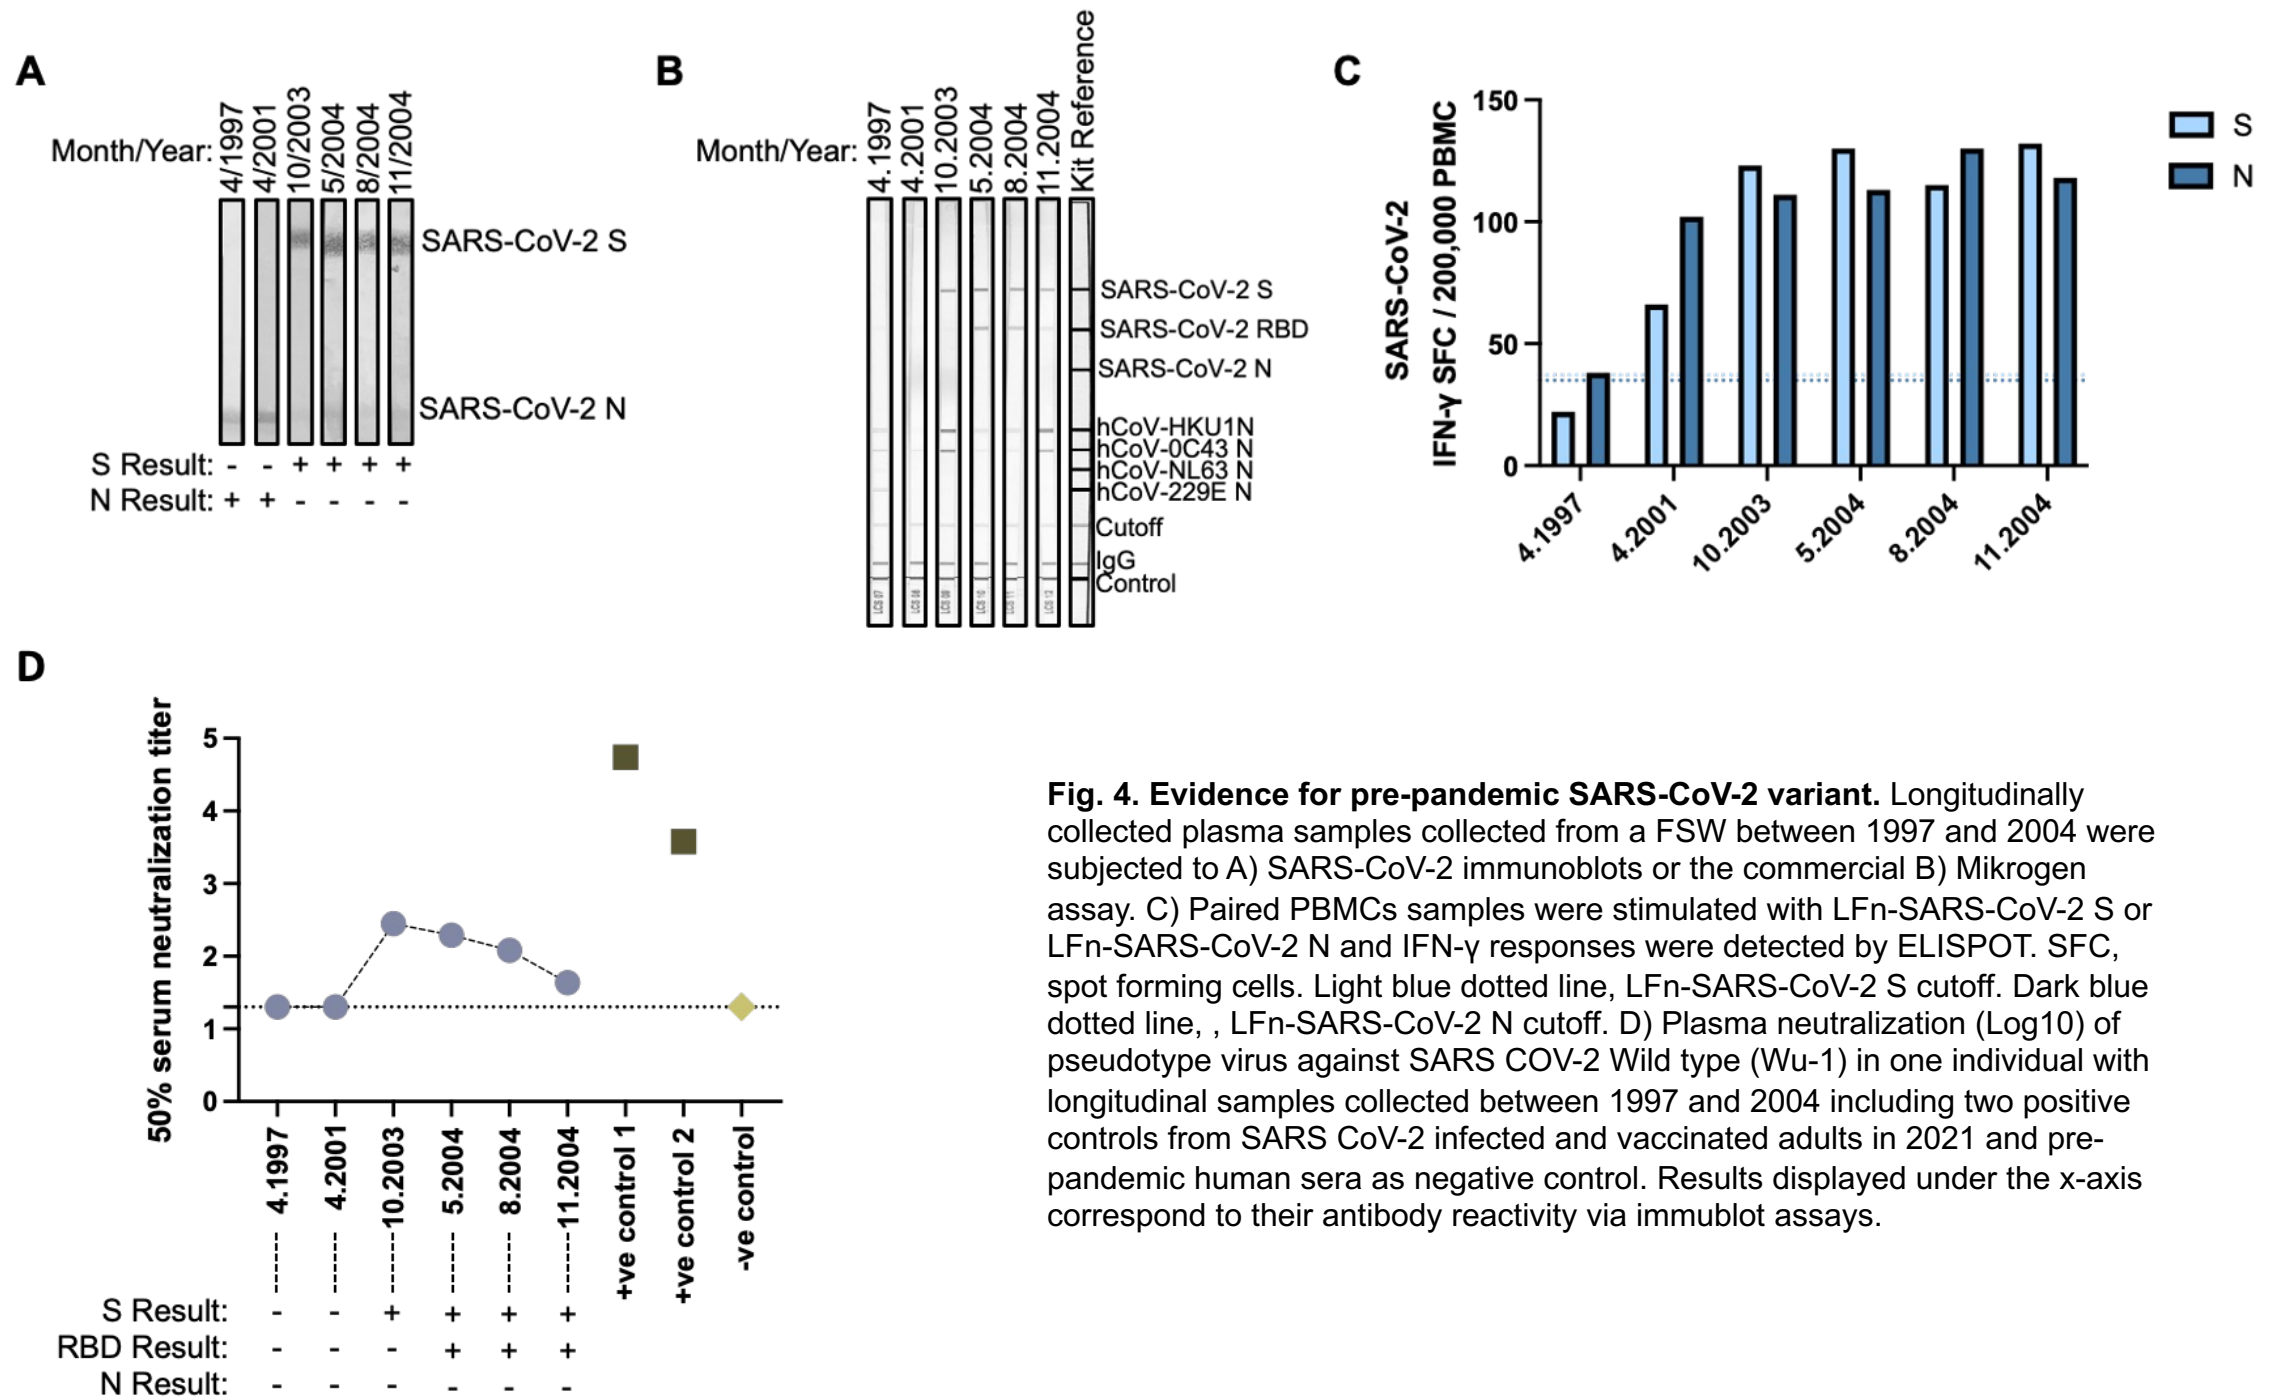 A
Month/Year:
4/1997
4/2001
10/2003
5/2004
8/2004
11/2004
SARS-CoV-2 S
SARS-CoV-2 N
S Result: - - + + + +
N Result: + + - - - -
B
Month/Year:
4.1997
4.2001
10.2003
5.2004
8.2004
11.2004
Kit Reference
SARS-CoV-2 S
SARS-CoV-2 RBD
SARS-CoV-2 N
hCoV-HKU1N
hCoV-0C43 N
hCoV-NL63 N
hCoV-229E N
Cutoff
IgG
Control
LCS 07
LCS 08
LCS 09
LCS 10
LCS 11
LCS 12
C
SARS-CoV-2
IFN-γ SFC / 200,000 PBMC
150
100
50
0
4.1997
4.2001
10.2003
5.2004
8.2004
11.2004
S
N
D
50% serum neutralization titer
5
4
3
2
1
0
4.1997
4.2001
10.2003
5.2004
8.2004
11.2004
+ve control 1
+ve control 2
-ve control
S Result: - - + + + +
RBD Result: - - - + + +
N Result: - - - - - -
Fig. 4. Evidence for pre-pandemic SARS-CoV-2 variant. Longitudinally
collected plasma samples collected from a FSW between 1997 and 2004 were
subjected to A) SARS-CoV-2 immunoblots or the commercial B) Mikrogen
assay. C) Paired PBMCs samples were stimulated with LFn-SARS-CoV-2 S or
LFn-SARS-CoV-2 N and IFN-γ responses were detected by ELISPOT. SFC,
spot forming cells. Light blue dotted line, LFn-SARS-CoV-2 S cutoff. Dark blue
dotted line, , LFn-SARS-CoV-2 N cutoff. D) Plasma neutralization (Log10) of
pseudotype virus against SARS COV-2 Wild type (Wu-1) in one individual with
longitudinal samples collected between 1997 and 2004 including two positive
controls from SARS CoV-2 infected and vaccinated adults in 2021 and pre-
pandemic human sera as negative control. Results displayed under the x-axis
correspond to their antibody reactivity via immublot assays.